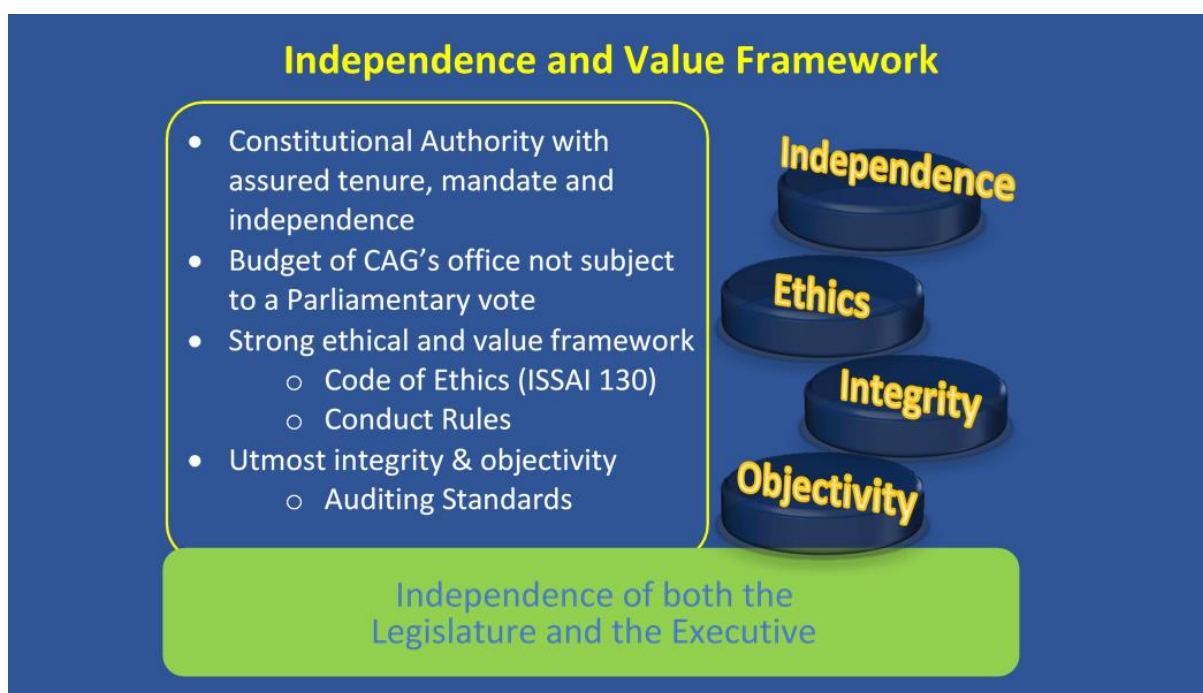 Independence and Value Framework
• Constitutional Authority with
assured tenure, mandate and
independence
• Budget of CAG’s office not subject
to a Parliamentary vote
• Strong ethical and value framework
o Code of Ethics (ISSAI 130)
o Conduct Rules
• Utmost integrity & objectivity
o Auditing Standards
Independence
Ethics
Integrity
Objectivity
Independence of both the
Legislature and the Executive